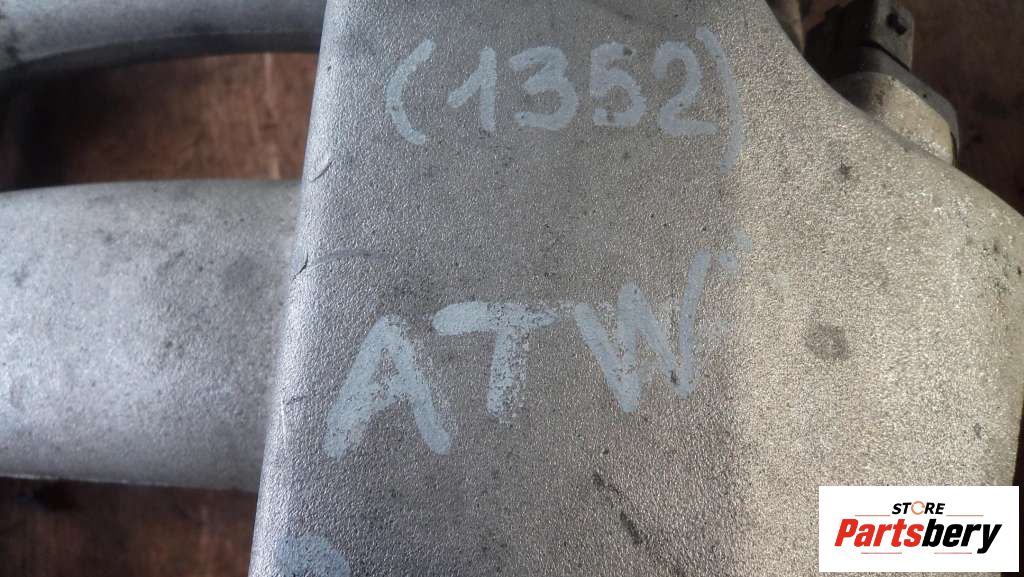 (1352)
ATW
STORE
Partsbery